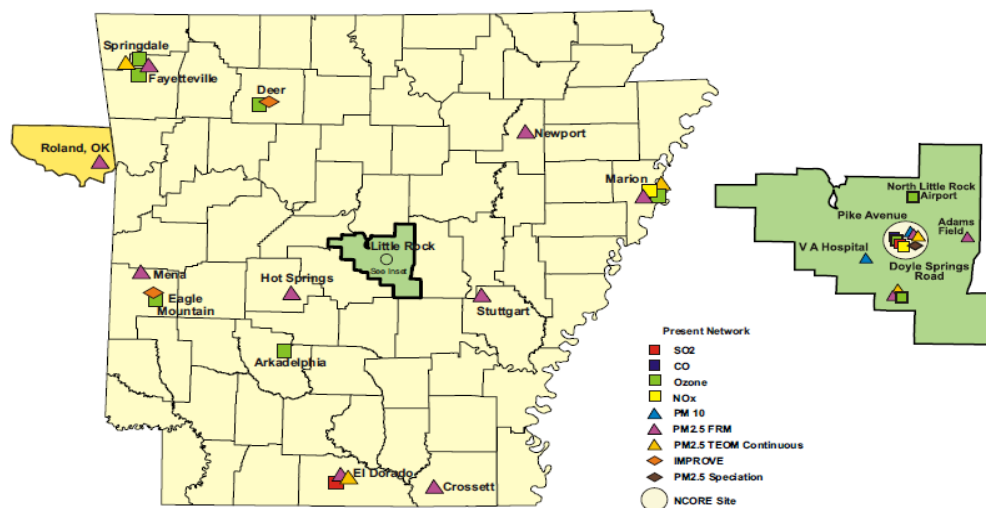 Springdale
Fayetteville
Deer
Roland, OK
Newport
Marion
Little Rock
See Inset
Mena
Hot Springs
Eagle
Mountain
Stuttgart
Arkadelphia
El Dorado
Crossett
North Little Rock
Airport
Pike Avenue
Adams
Field
V A Hospital
Doyle Springs
Road
Present Network
SO2
CO
Ozone
NOx
PM 10
PM2.5 FRM
PM2.5 TEOM Continuous
IMPROVE
PM2.5 Speciation
NCORE Site